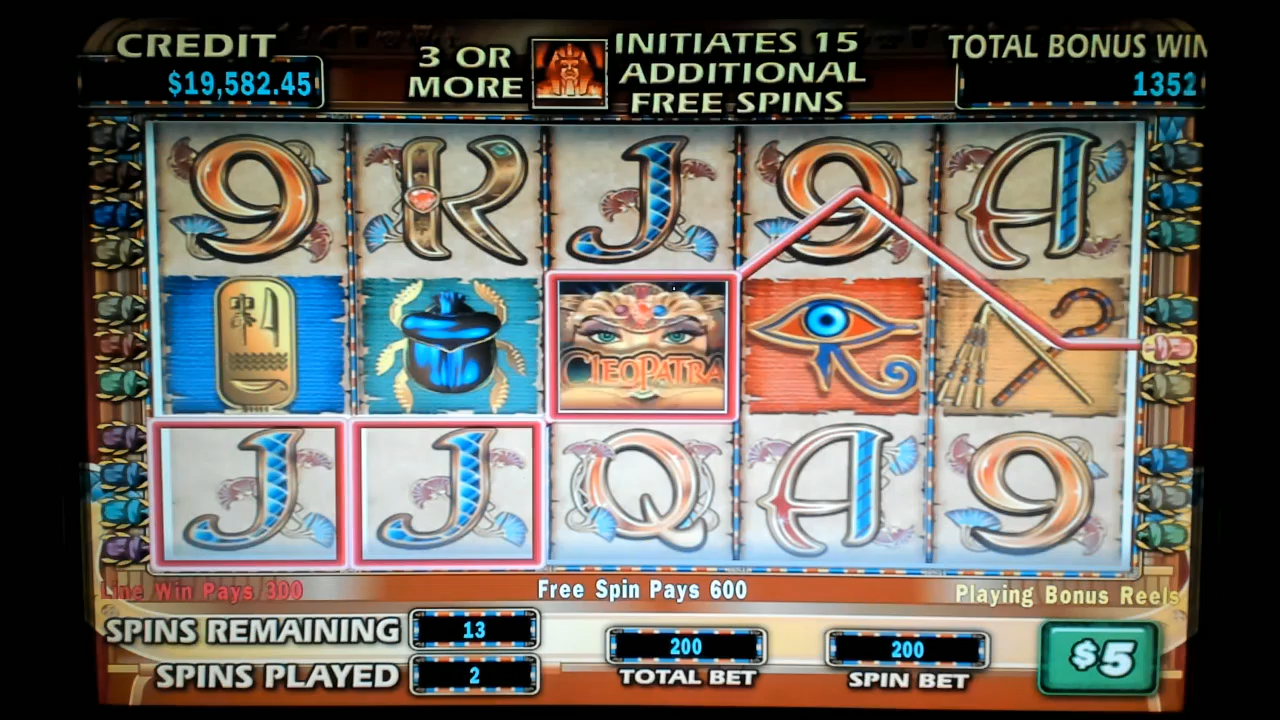 CREDIT
$19,582.45
3 OR
MORE
INITIATES 15
ADDITIONAL
FREE SPINS
TOTAL BONUS WIN
1352
9 K J 9 A
CLEOPATRA
J J Q A 9
Line Win Pays 300
Free Spin Pays 600
Playing Bonus Reels
SPINS REMAINING 13
SPINS PLAYED 2
200
TOTAL BET
200
SPIN BET
$5